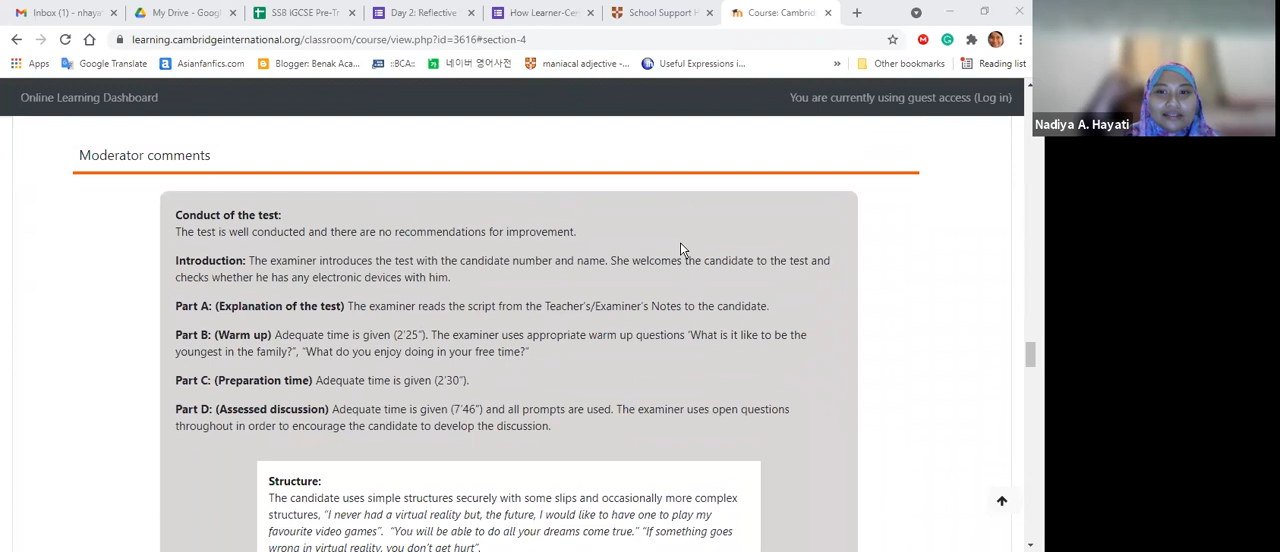 Inbox (1) - nhaya
My Drive - Googl
SSB IGCSE Pre-Tr
Day 2: Reflective
How Learner-Cen
School Support H
Course: Cambrid
learning.cambridgeinternational.org/classroom/course/view.php?id=3616#section-4
Apps
Google Translate
Asianfanfics.com
Blogger: Benak Aca...
::BCA::
네이버 영어사전
maniacal adjective -...
Useful Expressions i...
»
Other bookmarks
Reading list
Online Learning Dashboard
You are currently using guest access (Log in)
Nadiya A. Hayati
Moderator comments
Conduct of the test:
The test is well conducted and there are no recommendations for improvement.
Introduction: The examiner introduces the test with the candidate number and name. She welcomes the candidate to the test and
checks whether he has any electronic devices with him.
Part A: (Explanation of the test) The examiner reads the script from the Teacher's/Examiner's Notes to the candidate.
Part B: (Warm up) Adequate time is given (2'25"). The examiner uses appropriate warm up questions 'What is it like to be the
youngest in the family?", "What do you enjoy doing in your free time?"
Part C: (Preparation time) Adequate time is given (2'30").
Part D: (Assessed discussion) Adequate time is given (7'46") and all prompts are used. The examiner uses open questions
throughout in order to encourage the candidate to develop the discussion.
Structure:
The candidate uses simple structures securely with some slips and occasionally more complex
structures, "I never had a virtual reality but, the future, I would like to have one to play my
favourite video games". "You will be able to do all your dreams come true." "If something goes
wrong in virtual reality, you don't get hurt".